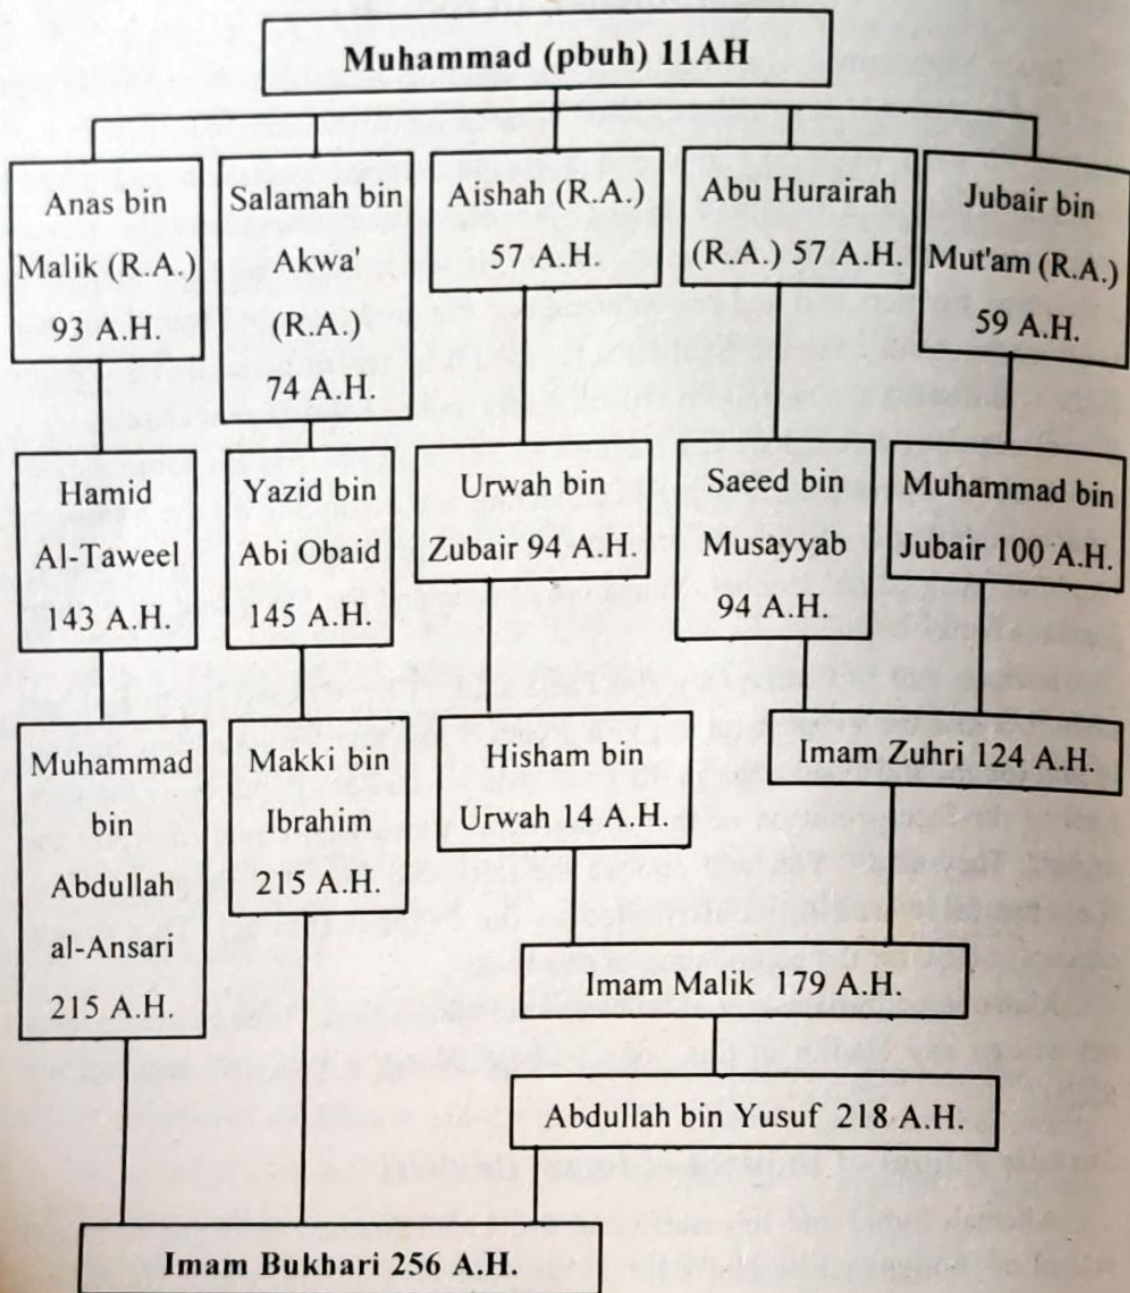 Muhammad (pbuh) 11AH
Anas bin
Malik (R.A.)
93 A.H.
Salamah bin
Akwa'
(R.A.)
74 A.H.
Aishah (R.A.)
57 A.H.
Abu Hurairah
(R.A.) 57 A.H.
Jubair bin
Mut'am (R.A.)
59 A.H.
Hamid
Al-Taweel
143 A.H.
Yazid bin
Abi Obaid
145 A.H.
Urwah bin
Zubair 94 A.H.
Saeed bin
Musayyab
94 A.H.
Muhammad bin
Jubair 100 A.H.
Muhammad
bin
Abdullah
al-Ansari
215 A.H.
Makki bin
Ibrahim
215 A.H.
Hisham bin
Urwah 14 A.H.
Imam Zuhri 124 A.H.
Imam Malik 179 A.H.
Abdullah bin Yusuf 218 A.H.
Imam Bukhari 256 A.H.